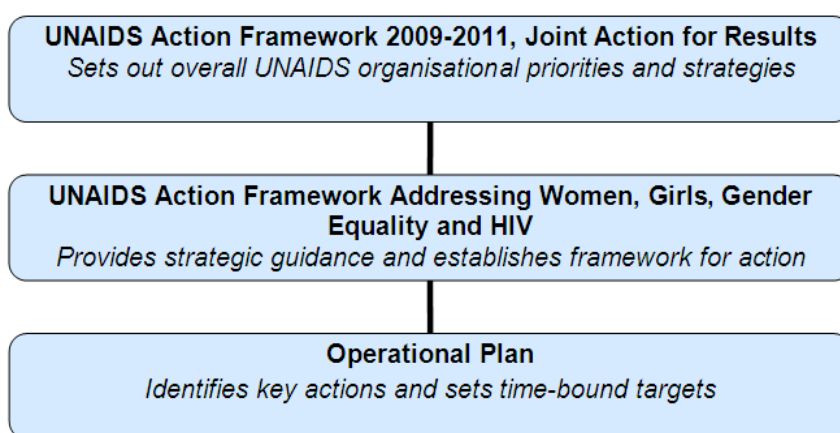 UNAIDS Action Framework 2009-2011, Joint Action for Results
Sets out overall UNAIDS organisational priorities and strategies
UNAIDS Action Framework Addressing Women, Girls, Gender
Equality and HIV
Provides strategic guidance and establishes framework for action
Operational Plan
Identifies key actions and sets time-bound targets